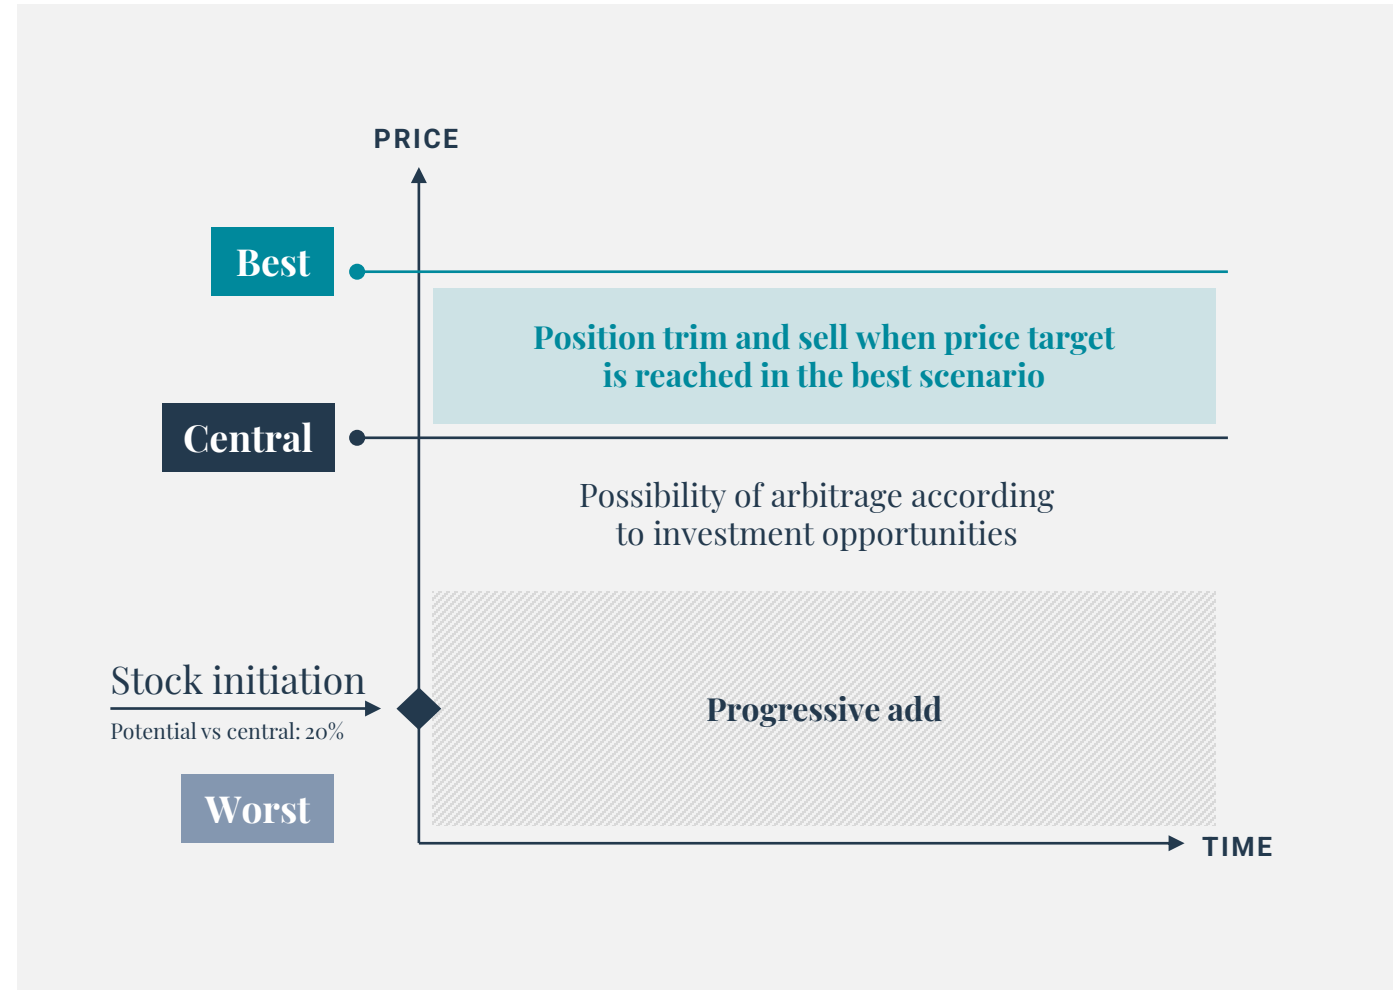 PRICE
Best
Position trim and sell when price target
is reached in the best scenario
Central
Possibility of arbitrage according
to investment opportunities
Stock initiation
Potential vs central: 20%
Progressive add
Worst
TIME